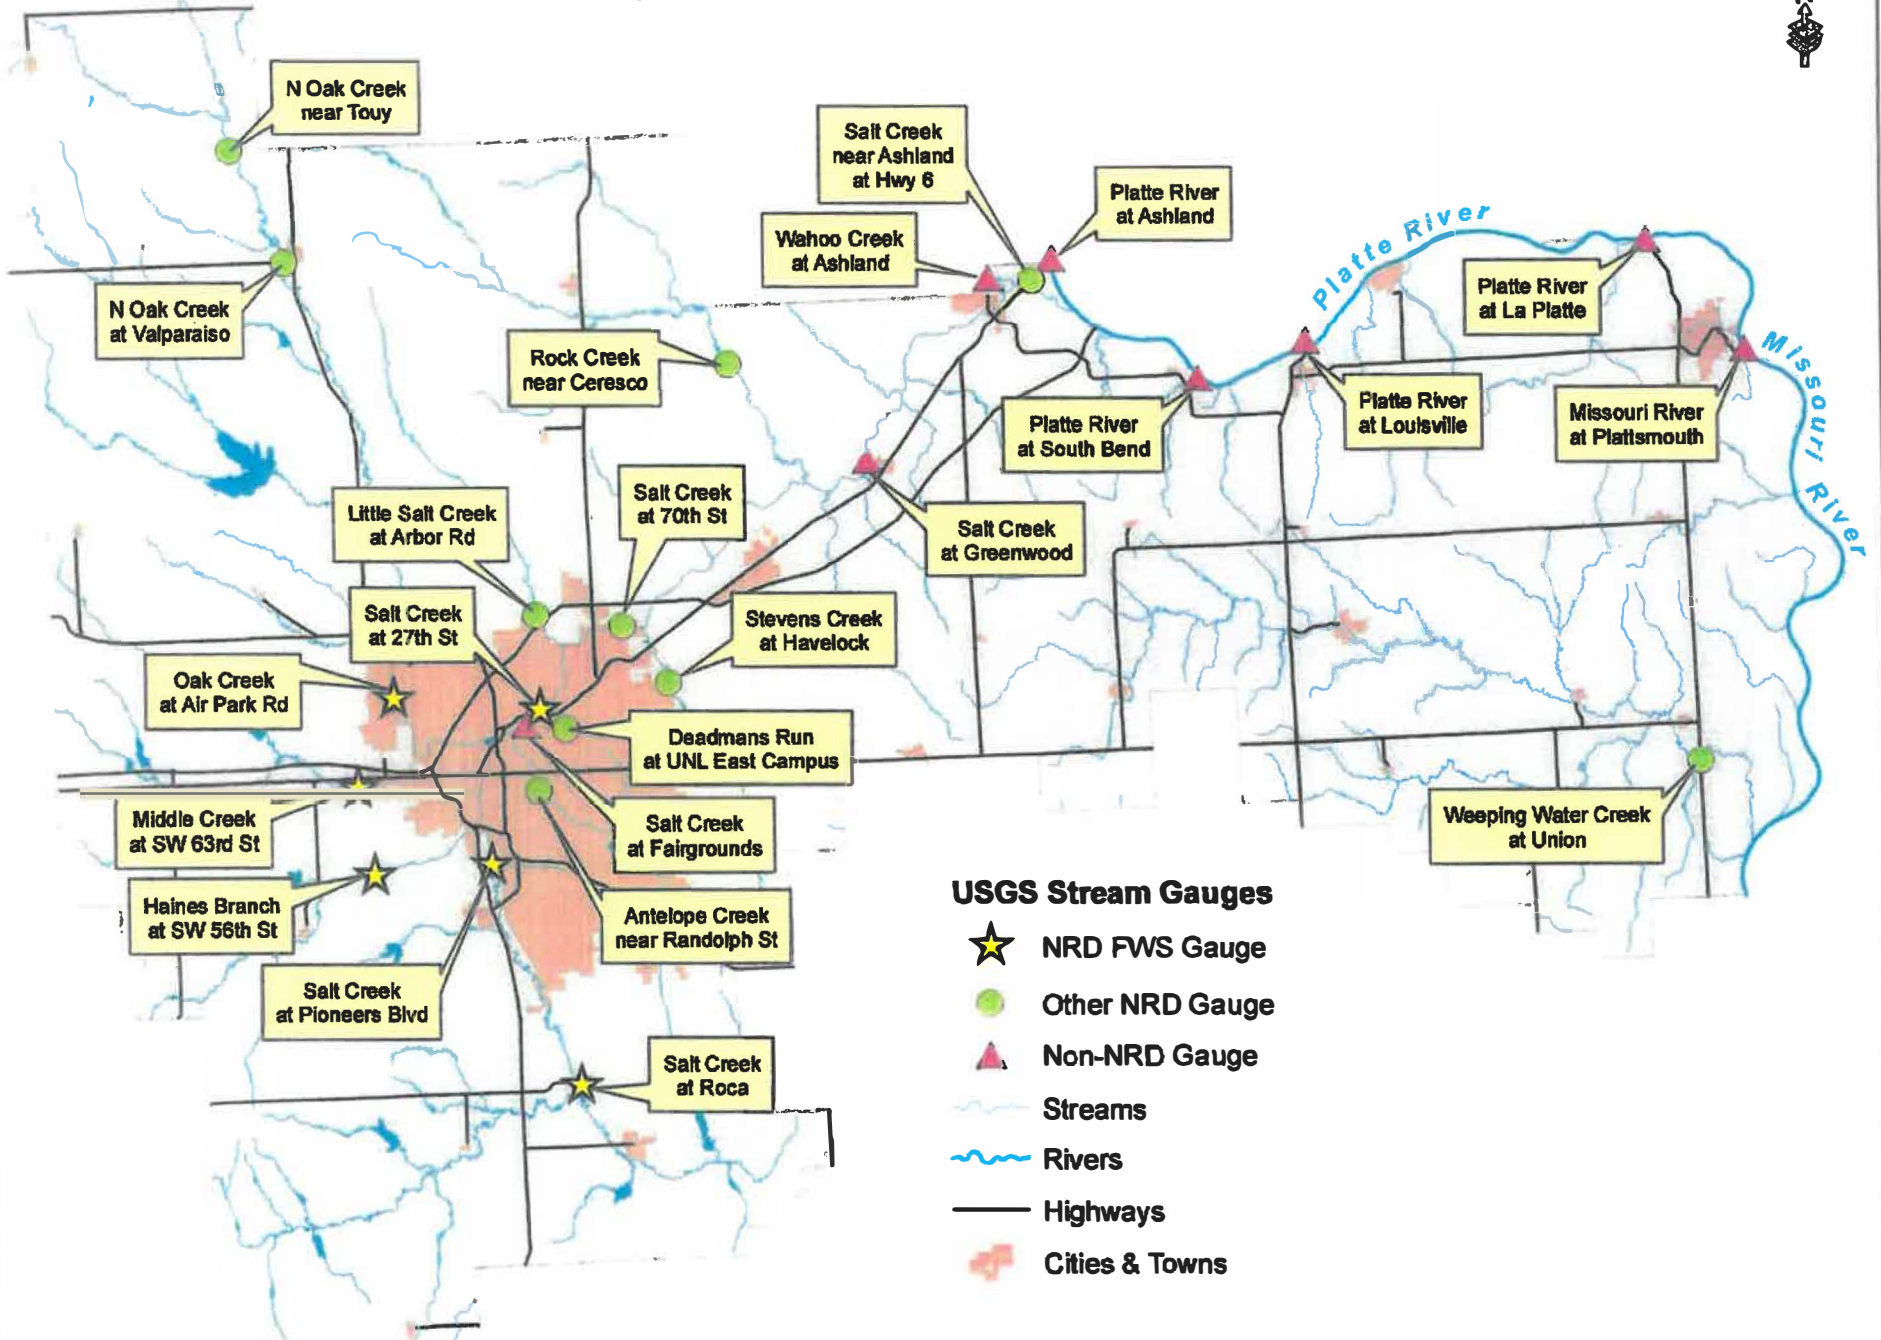 N Oak Creek
near Touy
Salt Creek
near Ashland
at Hwy 6
Platte River
at Ashland
Wahoo Creek
at Ashland
Platte River
Platte River
at La Platte
N Oak Creek
at Valparaiso
Rock Creek
near Ceresco
Missouri River
Platte River
at South Bend
Platte River
at Louisville
Missouri River
at Plattsmouth
Little Salt Creek
at Arbor Rd
Salt Creek
at 70th St
Salt Creek
at Greenwood
Salt Creek
at 27th St
Stevens Creek
at Havelock
Oak Creek
at Air Park Rd
Deadmans Run
at UNL East Campus
Middle Creek
at SW 63rd St
Salt Creek
at Fairgrounds
Weeping Water Creek
at Union
Haines Branch
at SW 56th St
Antelope Creek
near Randolph St
Salt Creek
at Pioneers Blvd
Salt Creek
at Roca
USGS Stream Gauges
NRD FWS Gauge
Other NRD Gauge
Non-NRD Gauge
Streams
Rivers
Highways
Cities & Towns